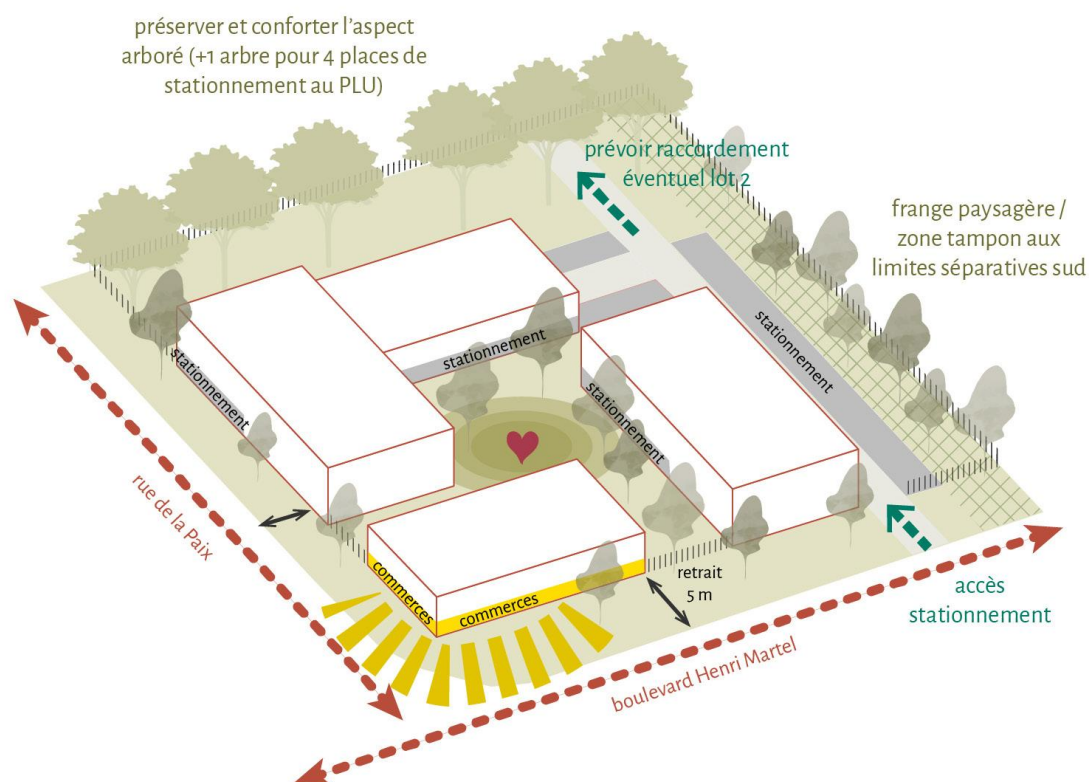 préserver et conforter l'aspect
arboré (+1 arbre pour 4 places de
stationnement au PLU)
prévoir raccordement
éventuel lot 2
frange paysagère /
zone tampon aux
limites séparatives sud
stationnement
stationnement
stationnement
stationnement
rue de la Paix
commerces
commerces
retrait
5 m
accès
stationnement
boulevard Henri Martel